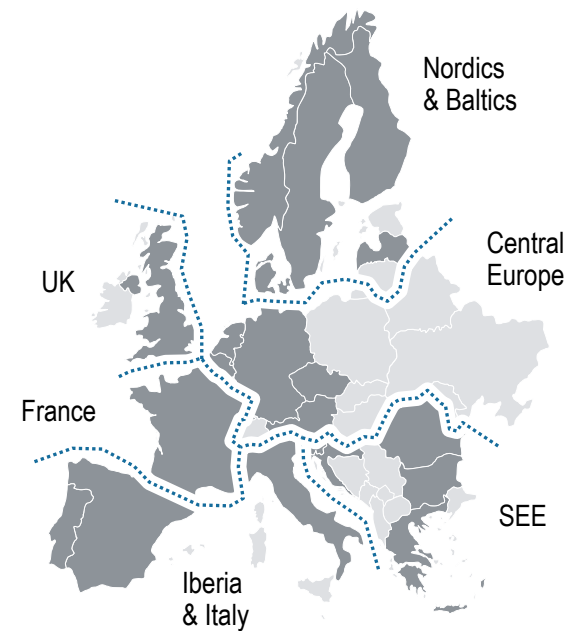 Nordics
& Baltics
Central
Europe
UK
France
SEE
Iberia
& Italy